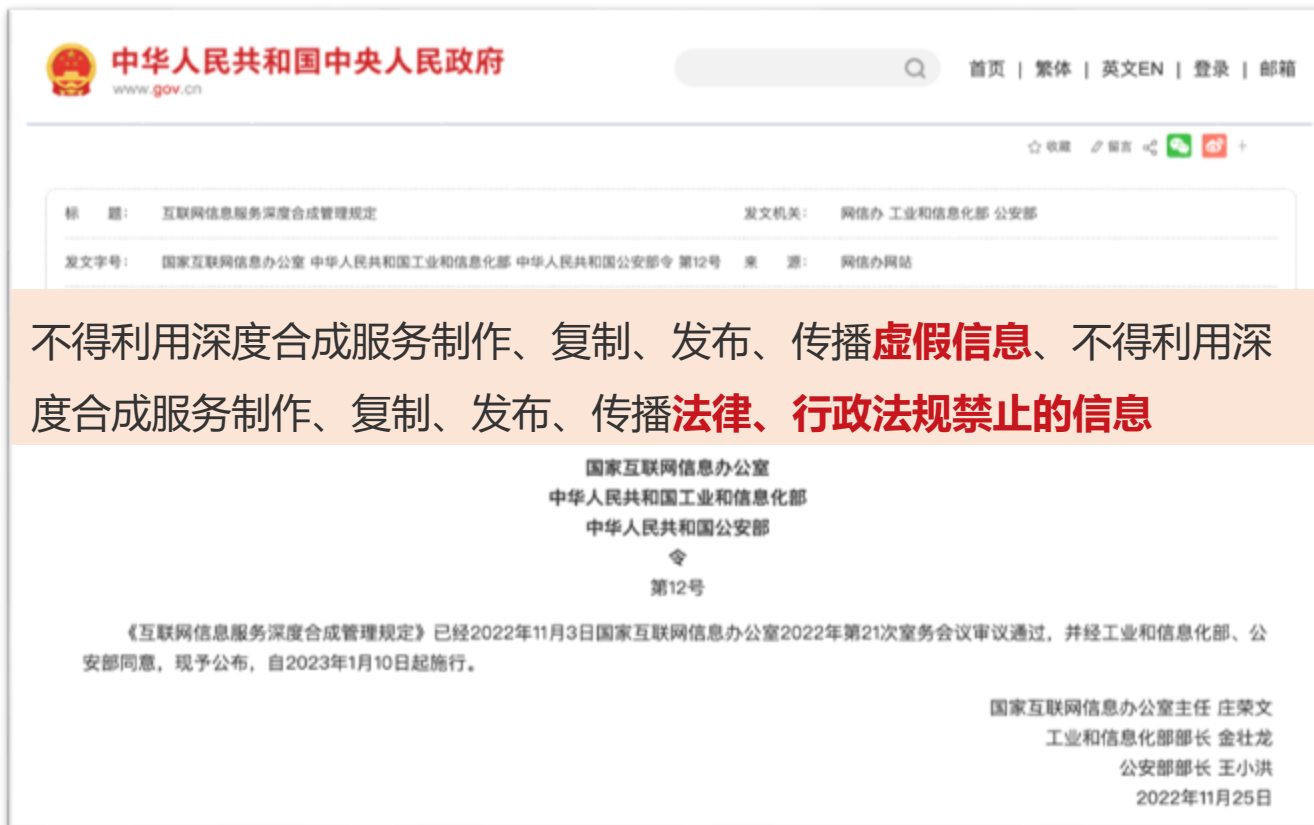 中华人民共和国中央人民政府
www.gov.cn
首页 | 繁体 | 英文EN | 登录 | 邮箱
收藏 留言
标 题： 互联网信息服务深度合成管理规定 发文机关： 网信办 工业和信息化部 公安部
发文字号： 国家互联网信息办公室 中华人民共和国工业和信息化部 中华人民共和国公安部令 第12号 来 源： 网信办网站
不得利用深度合成服务制作、复制、发布、传播虚假信息、不得利用深
度合成服务制作、复制、发布、传播法律、行政法规禁止的信息
国家互联网信息办公室
中华人民共和国工业和信息化部
中华人民共和国公安部
令
第12号
《互联网信息服务深度合成管理规定》已经2022年11月3日国家互联网信息办公室2022年第21次室务会议审议通过，并经工业和信息化部、公
安部同意，现予公布，自2023年1月10日起施行。
国家互联网信息办公室主任 庄荣文
工业和信息化部部长 金壮龙
公安部部长 王小洪
2022年11月25日